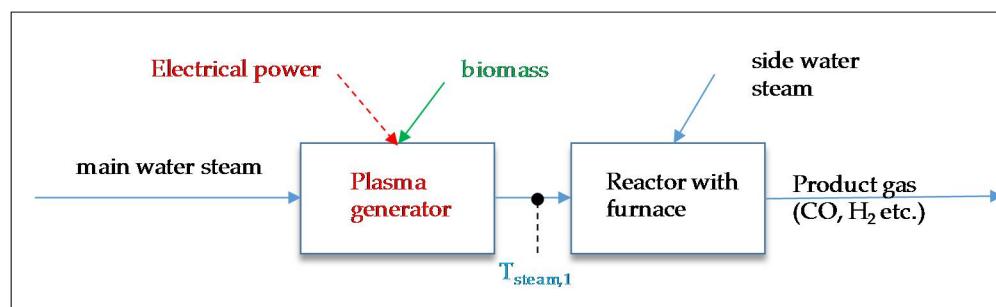 Electrical power
biomass
side water
steam
main water steam
Plasma
generator
Reactor with
furnace
Product gas
(CO, H₂ etc.)
Tsteam,1